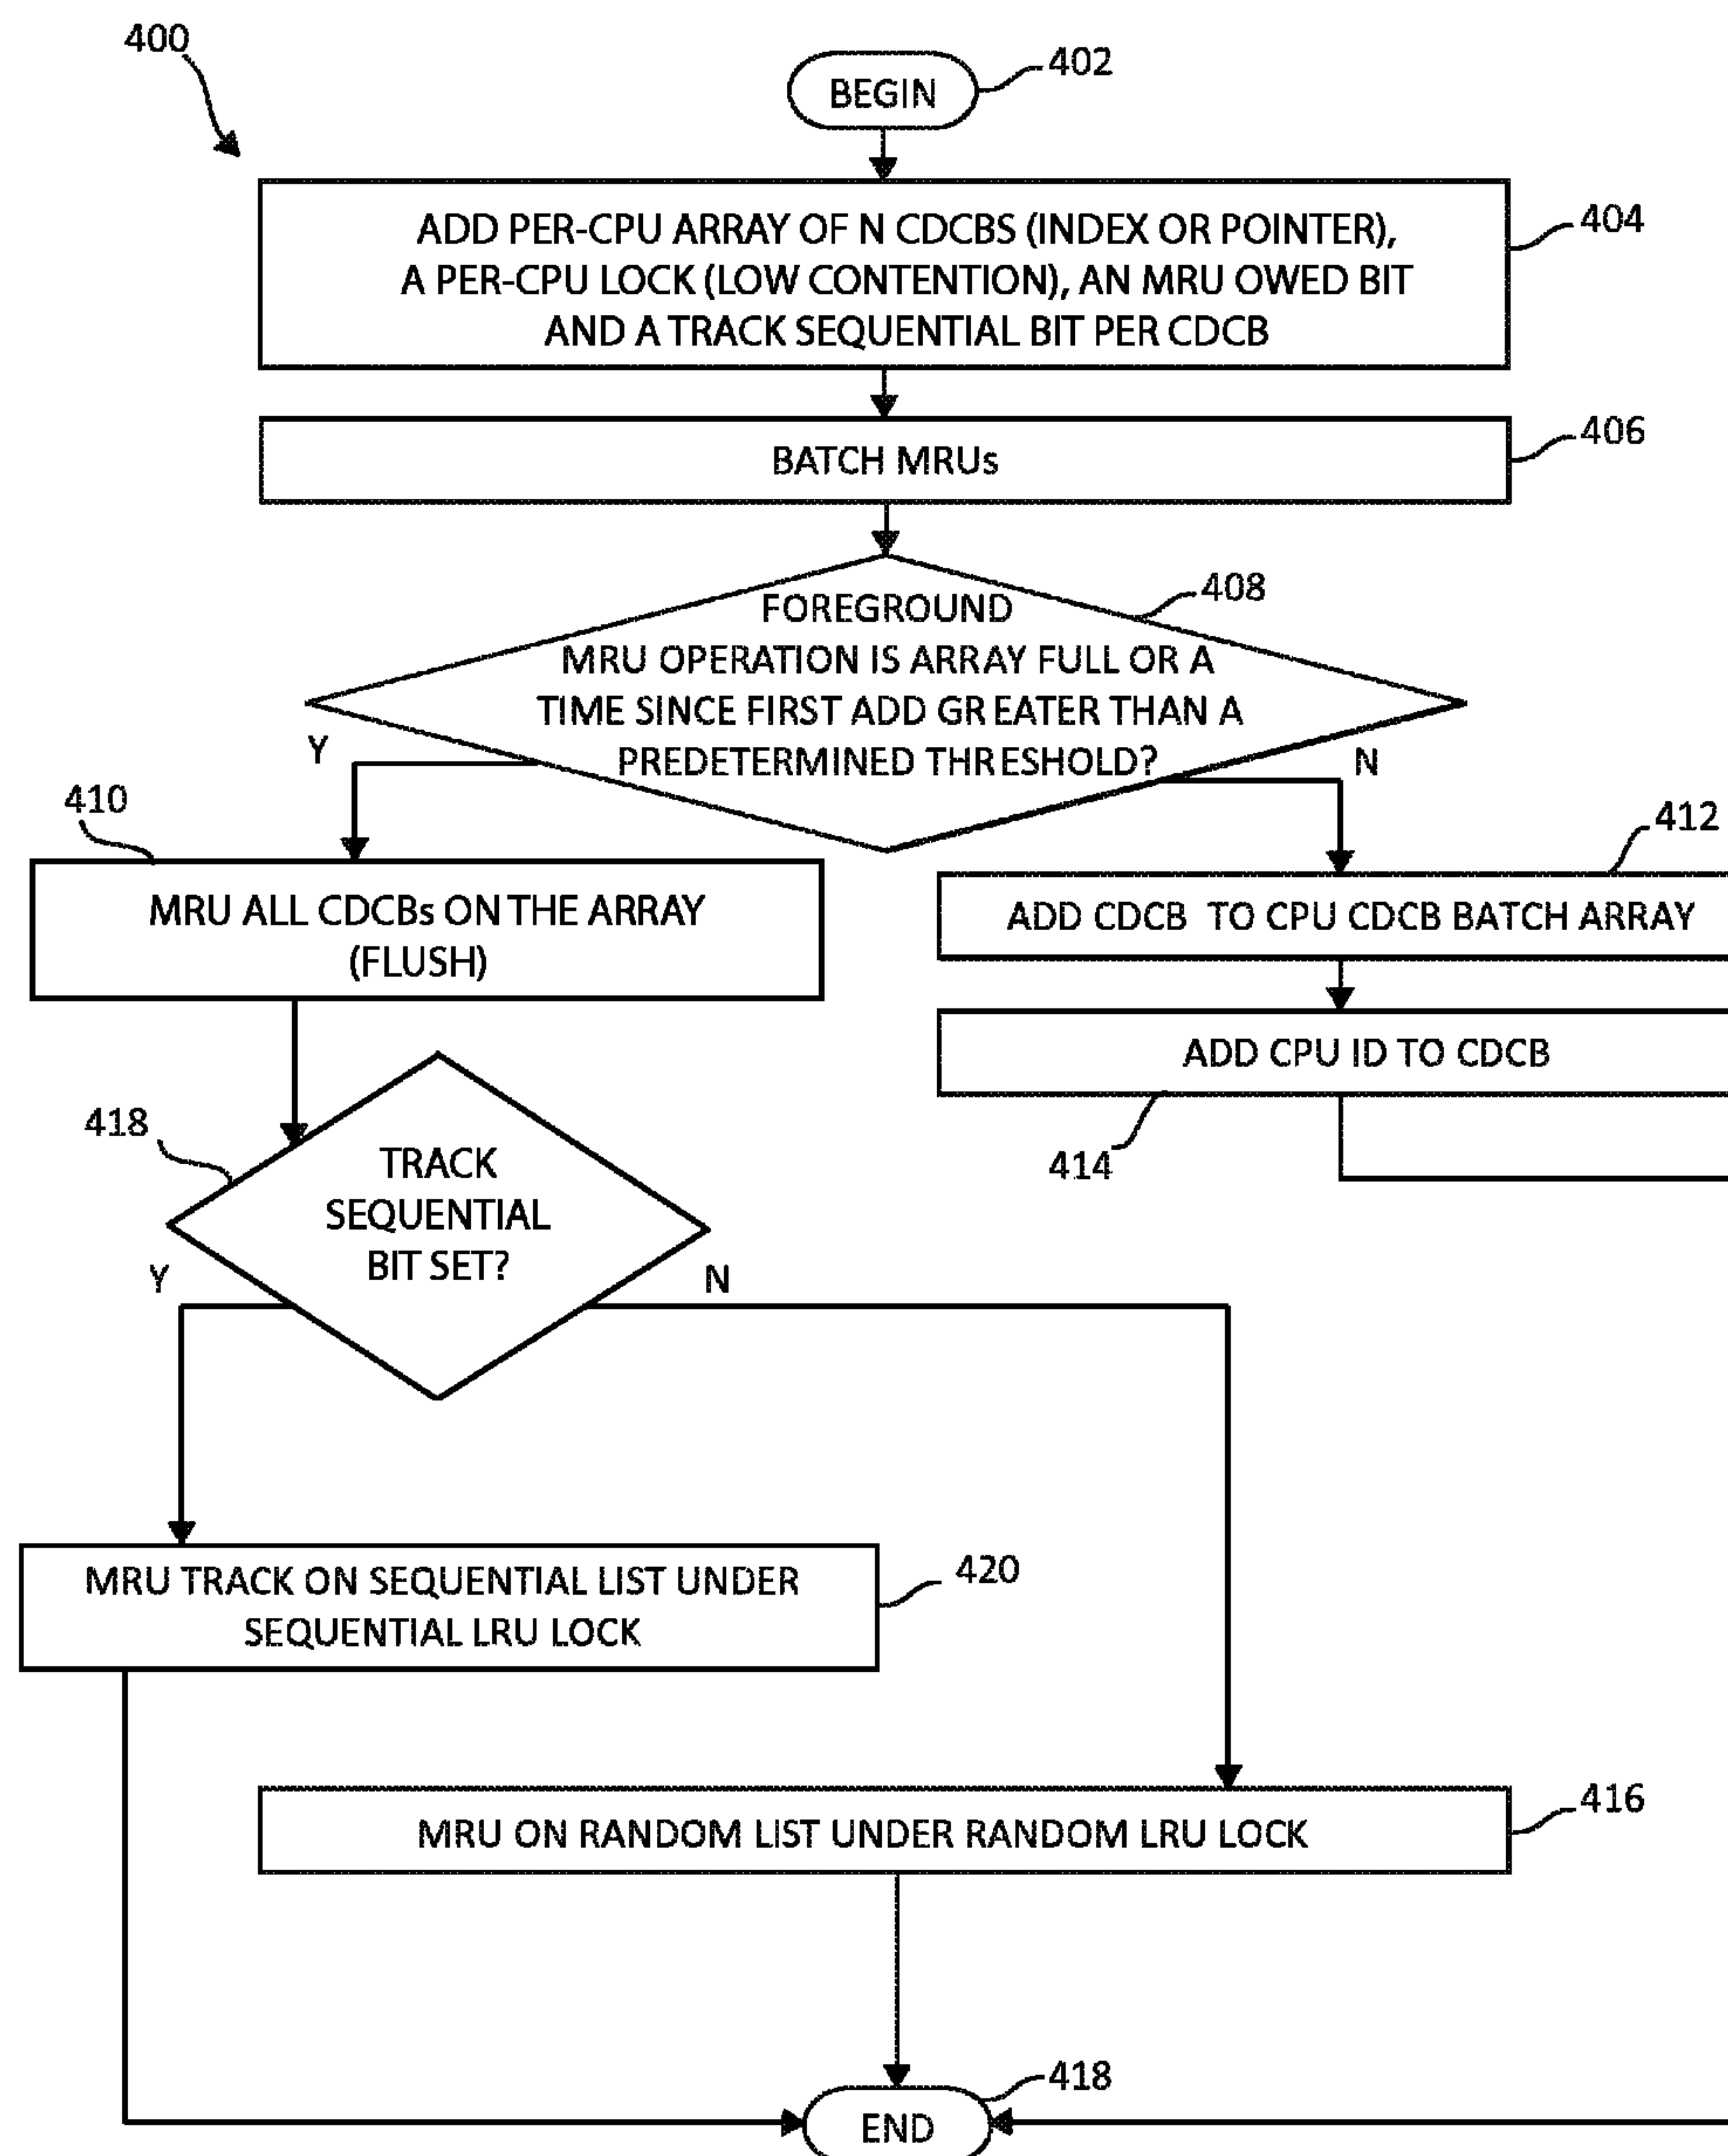 400
BEGIN
402
ADD PER-CPU ARRAY OF N CDCBS (INDEX OR POINTER),
A PER-CPU LOCK (LOW CONTENTION), AN MRU OWED BIT
AND A TRACK SEQUENTIAL BIT PER CDCB
404
BATCH MRUs
406
FOREGROUND
MRU OPERATION IS ARRAY FULL OR A
TIME SINCE FIRST ADD GREATER THAN A
PREDETERMINED THRESHOLD?
408
Y
N
410
MRU ALL CDCBs ON THE ARRAY
(FLUSH)
412
ADD CDCB TO CPU CDCB BATCH ARRAY
ADD CPU ID TO CDCB
414
418
TRACK
SEQUENTIAL
BIT SET?
Y
N
MRU TRACK ON SEQUENTIAL LIST UNDER
SEQUENTIAL LRU LOCK
420
MRU ON RANDOM LIST UNDER RANDOM LRU LOCK
416
418
END